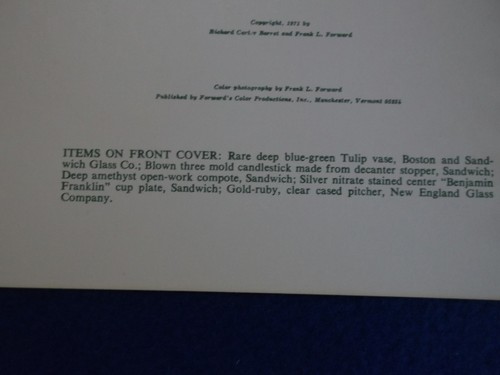 Copyright, 1971 by
Richard Carter Barret and Frank L. Forward
Color photography by Frank L. Forward
Published by Forward's Color Productions, Inc., Manchester, Vermont
ITEMS ON FRONT COVER: Rare deep blue-green Tulip vase, Boston and Sand-
wich Glass Co.; Blown three mold candlestick made from decanter stopper, Sandwich;
Deep amethyst open-work compote, Sandwich; Silver nitrate stained center "Benjamin
Franklin" cup plate, Sandwich; Gold-ruby, clear cased pitcher, New England Glass
Company.